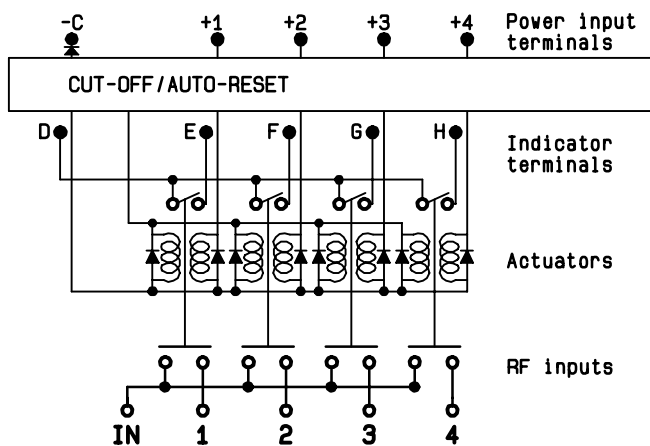 -C +1 +2 +3 +4 Power input
terminals
CUT-OFF/AUTO-RESET
D E F G H Indicator
terminals
Actuators
RF inputs
IN 1 2 3 4